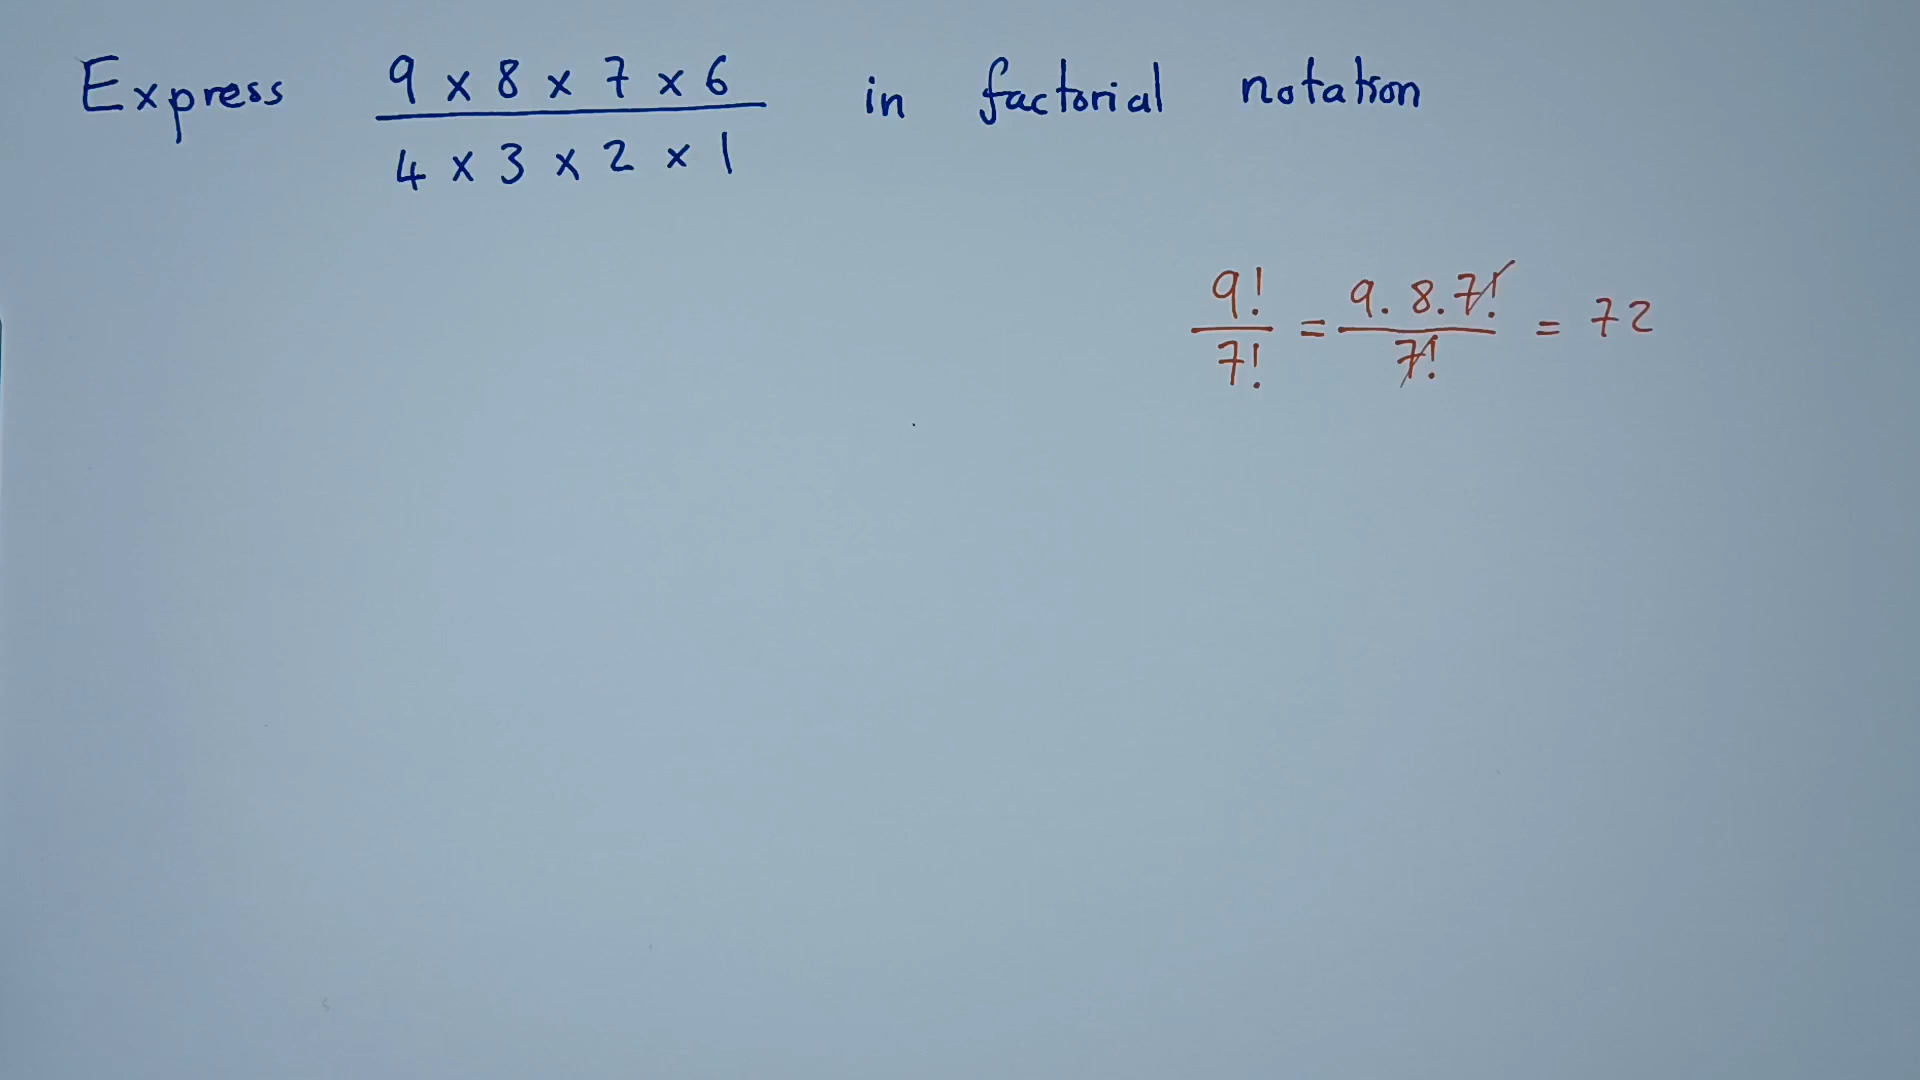 Express 9 x 8 x 7 x 6 in factorial notation
4 x 3 x 2 x 1
9! = 9. 8. 7! = 72
7! 7!